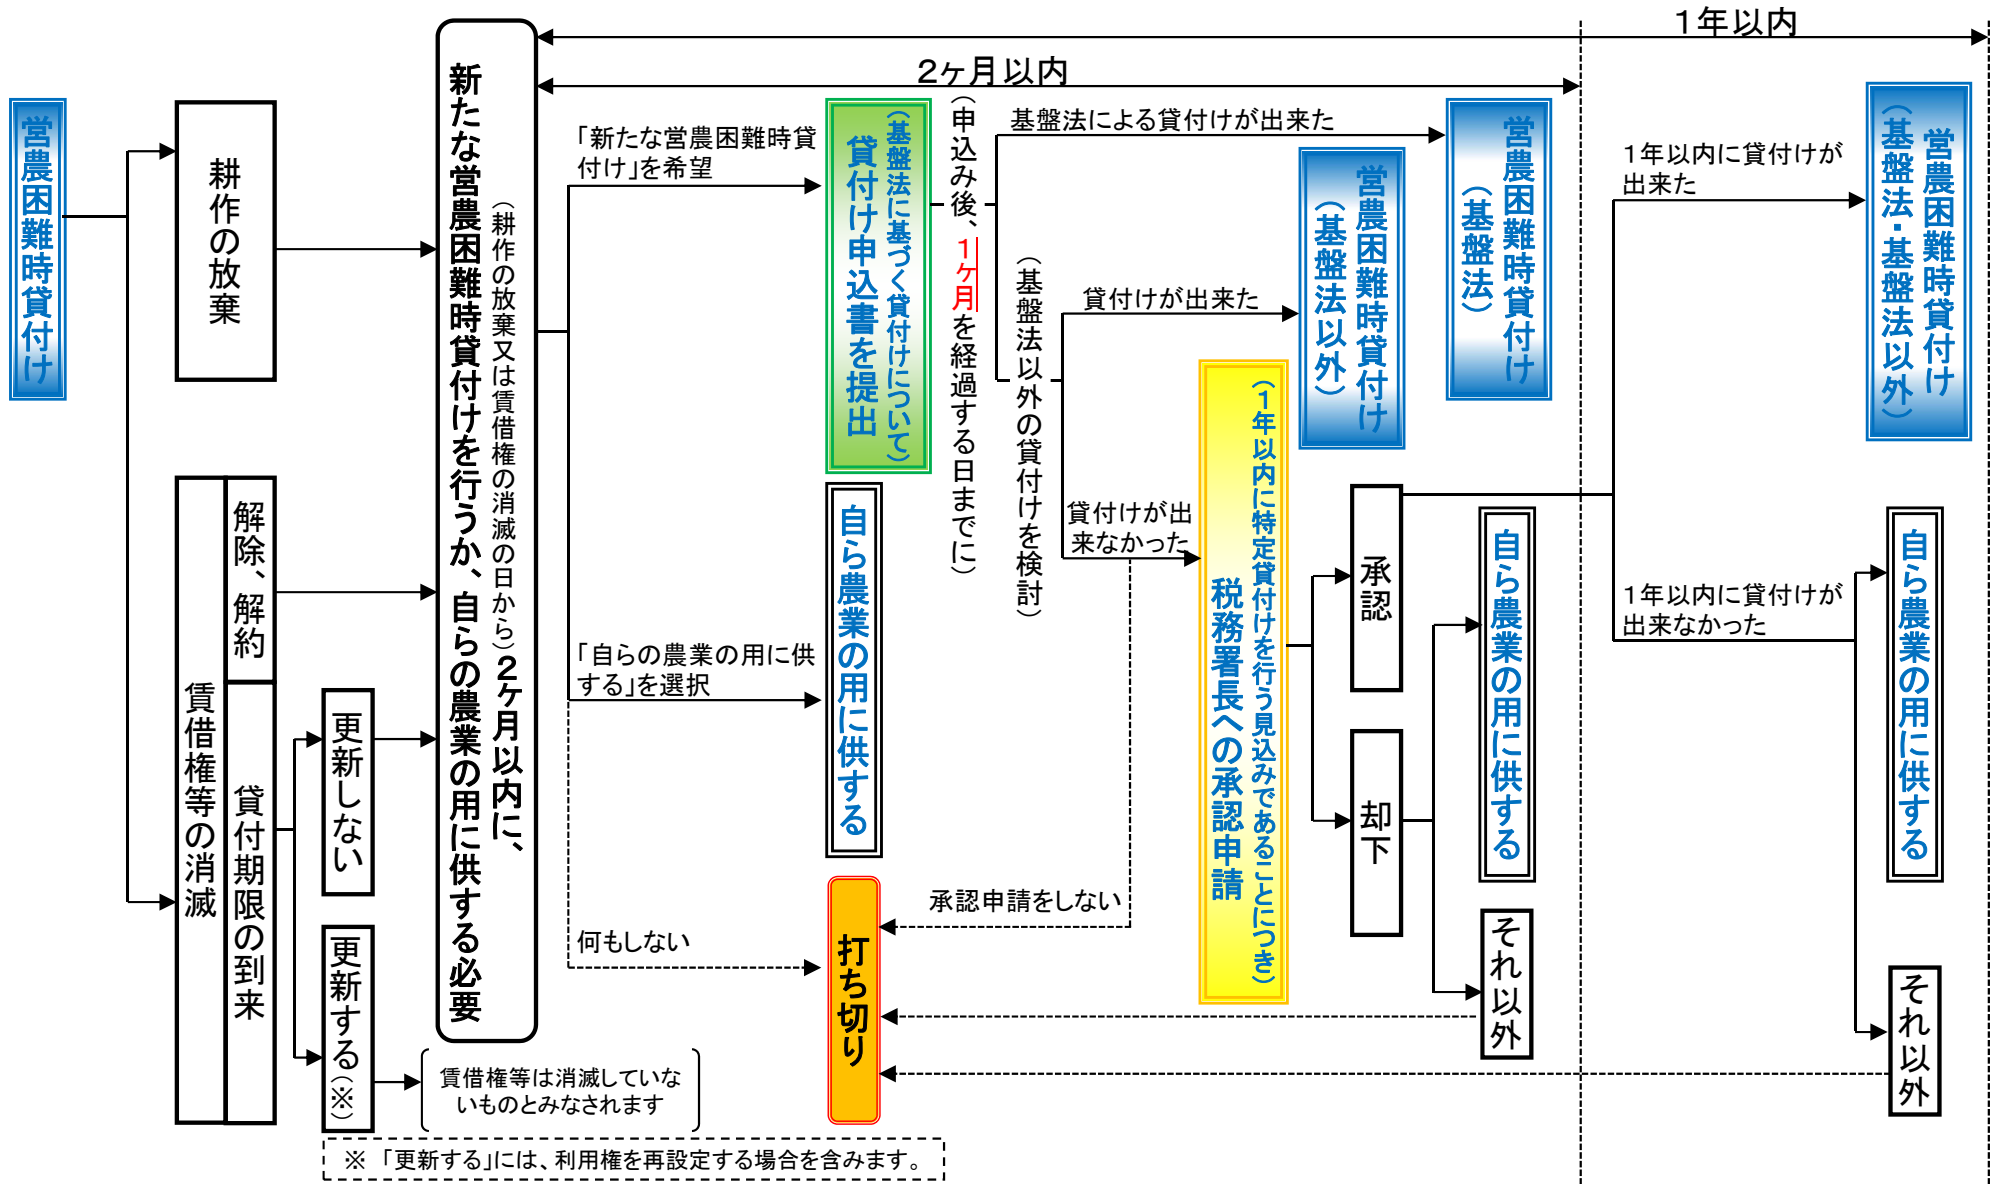 1年以内
2ヶ月以内
営農困難時貸付け
耕作の放棄
賃借権等の消滅
解除、解約
貸付期限の到来
更新しない
更新する(※)
賃借権等は消滅していな
いものとみなされます
※ 「更新する」には、利用権を再設定する場合を含みます。
(耕作の放棄又は賃借権の消滅の日から)2ヶ月以内に、
新たな営農困難時貸付けを行うか、自らの農業の用に供する必要
「新たな営農困難時貸
付け」を希望
「自らの農業の用に供
する」を選択
何もしない
(基盤法に基づく貸付けについて)
貸付け申込書を提出
自ら農業の用に供する
打ち切り
(申込み後、1ヶ月を経過する日までに)
基盤法による貸付けが出来た
(基盤法以外の貸付けを検討)
貸付けが出来た
貸付けが出
来なかった
承認申請をしない
(1年以内に特定貸付けを行う見込みであることにつき)
税務署長への承認申請
営農困難時貸付け
(基盤法以外)
営農困難時貸付け
(基盤法)
承認
却下
自ら農業の用に供する
それ以外
1年以内に貸付けが
出来た
1年以内に貸付けが
出来なかった
営農困難時貸付け
(基盤法・基盤法以外)
自ら農業の用に供する
それ以外